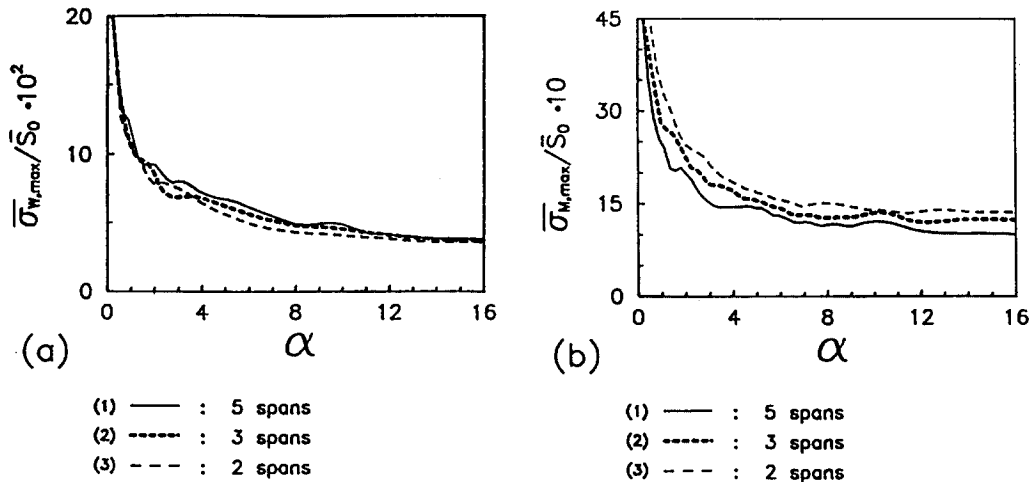 20
10
0
σ̅W,max/S̅0 •10²
0 4 8 12 16
α
(a)
(1) : 5 spans
(2) : 3 spans
(3) : 2 spans
45
30
15
0
σ̅M,max/S̿0 •10
0 4 8 12 16
α
(b)
(1) : 5 spans
(2) : 3 spans
(3) : 2 spans